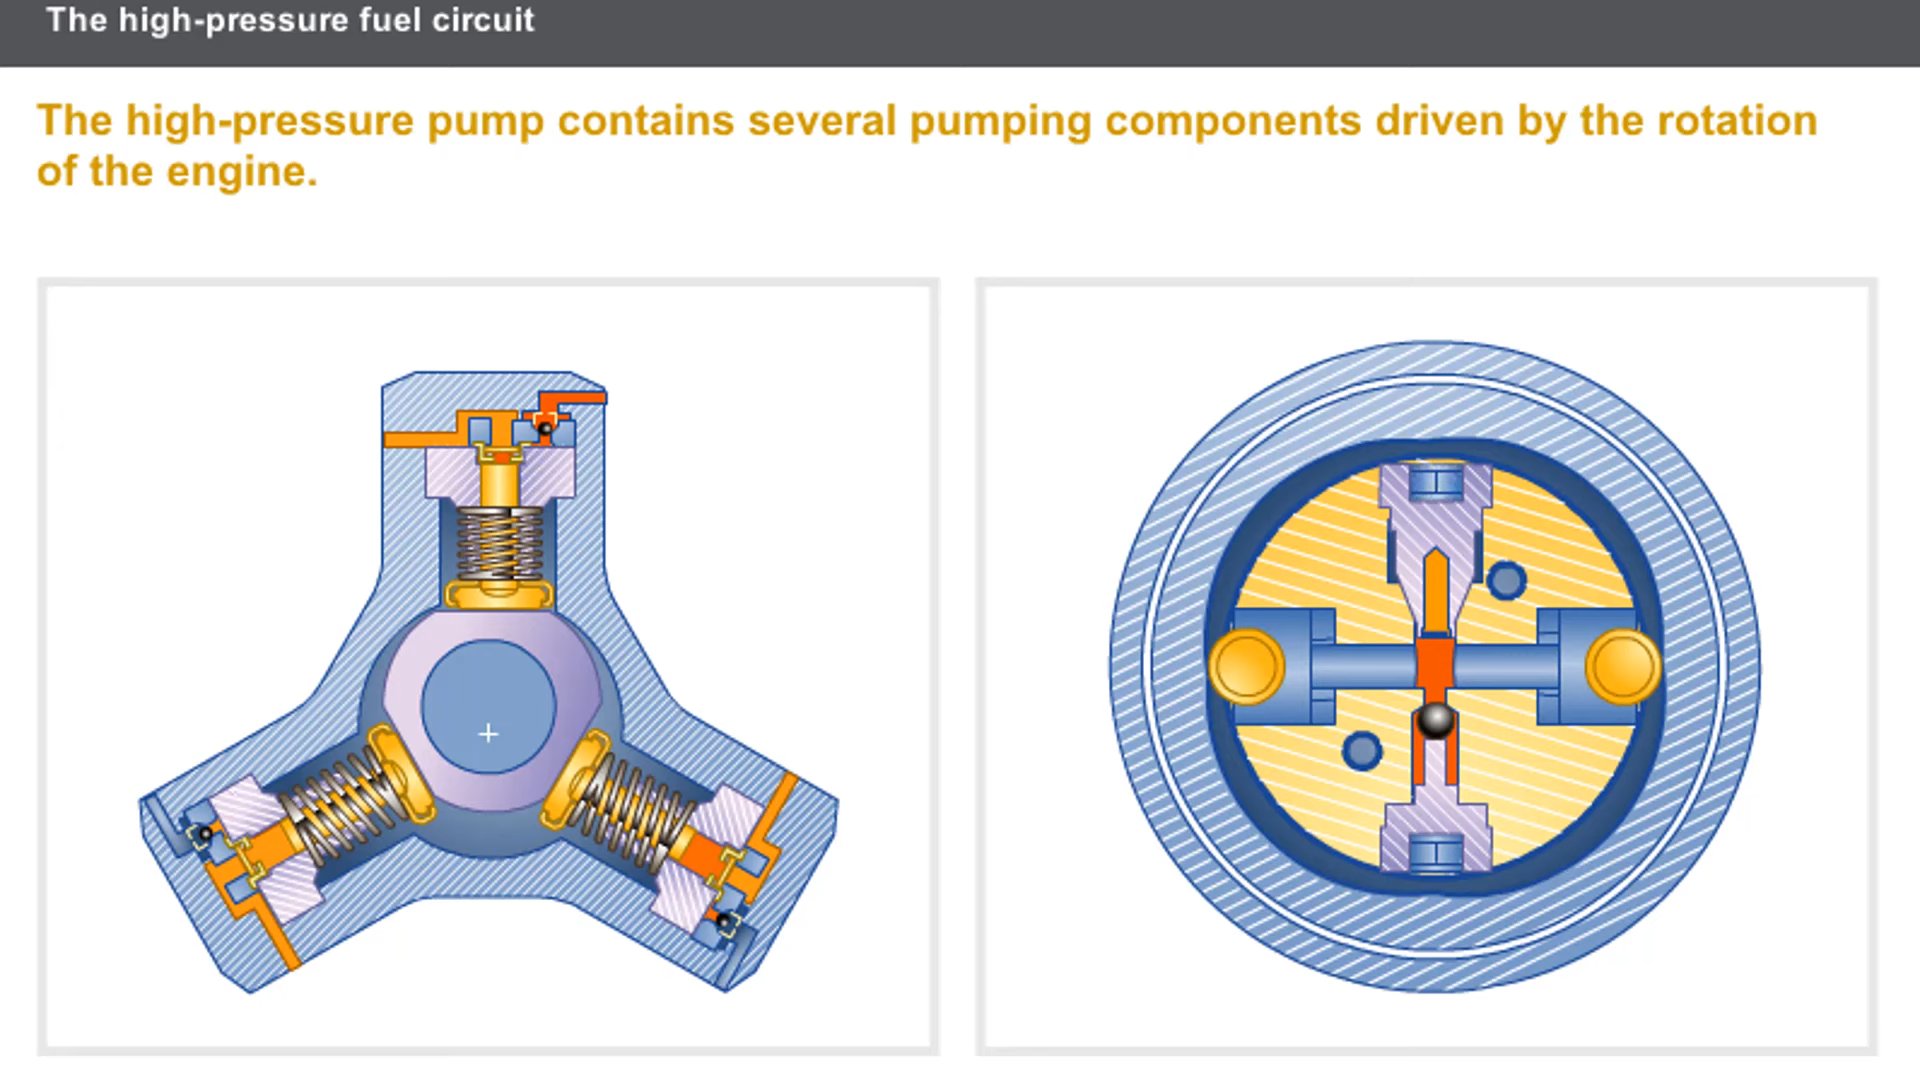 The high-pressure fuel circuit
The high-pressure pump contains several pumping components driven by the rotation
of the engine.